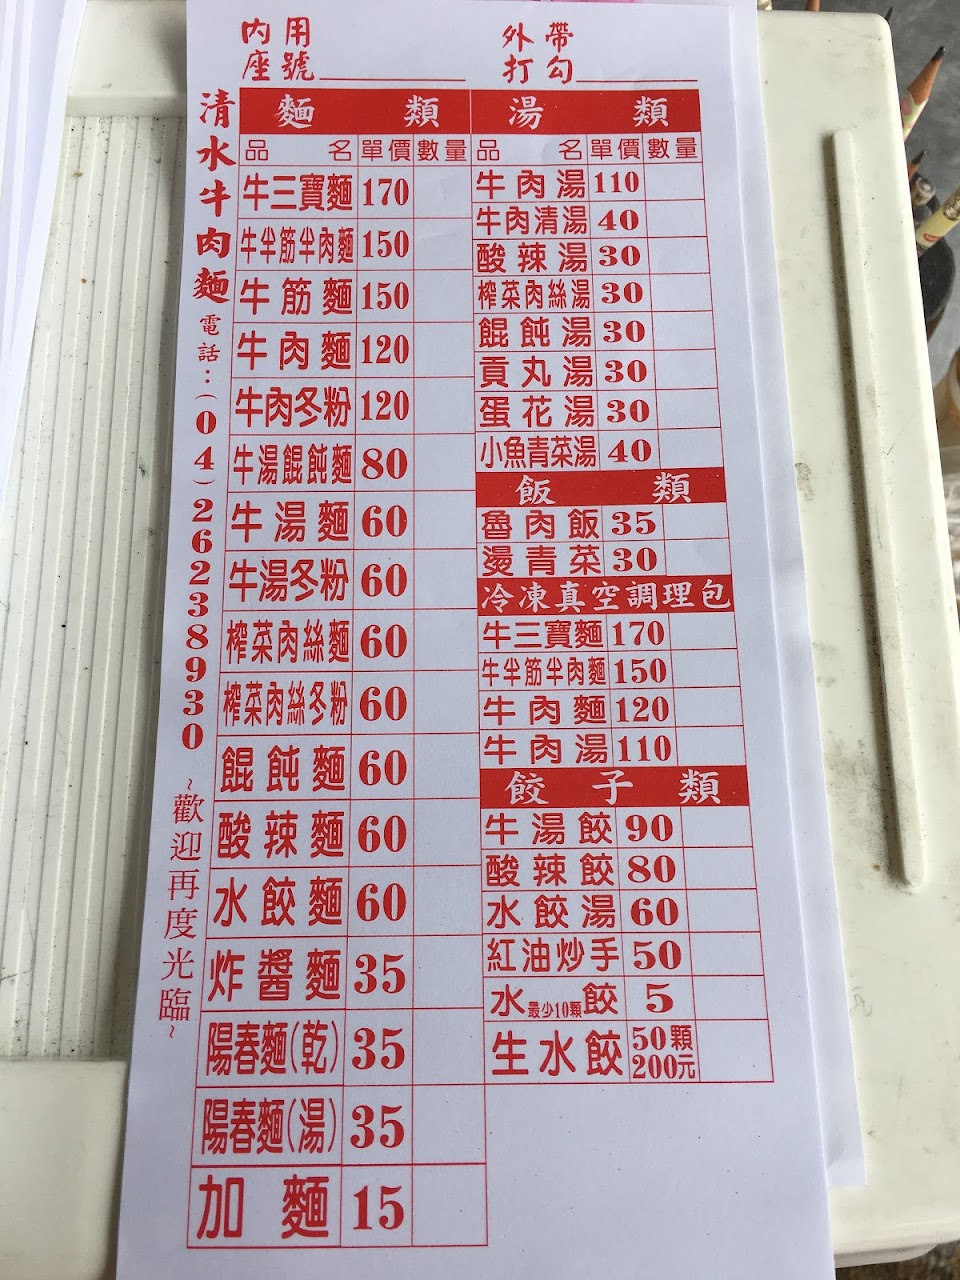 內用
座號
外帶
打勾
清水牛肉麵 電話：(04)26238930 ~歡迎再度光臨~
麵類
品名 單價 數量
牛三寶麵 170
牛半筋半肉麵 150
牛筋麵 150
牛肉麵 120
牛肉冬粉 120
牛湯餛飩麵 80
牛湯麵 60
牛湯冬粉 60
榨菜肉絲麵 60
榨菜肉絲冬粉 60
餛飩麵 60
酸辣麵 60
水餃麵 60
炸醬麵 35
陽春麵(乾) 35
陽春麵(湯) 35
加麵 15
湯類
品名 單價 數量
牛肉湯 110
牛肉清湯 40
酸辣湯 30
榨菜肉絲湯 30
餛飩湯 30
貢丸湯 30
蛋花湯 30
小魚青菜湯 40
飯類
魯肉飯 35
燙青菜 30
冷凍真空調理包
牛三寶麵 170
牛半筋半肉麵 150
牛肉麵 120
牛肉湯 110
餃子類
牛湯餃 90
酸辣餃 80
水餃湯 60
紅油炒手 50
水最少10顆餃 5
生水餃 50顆200元